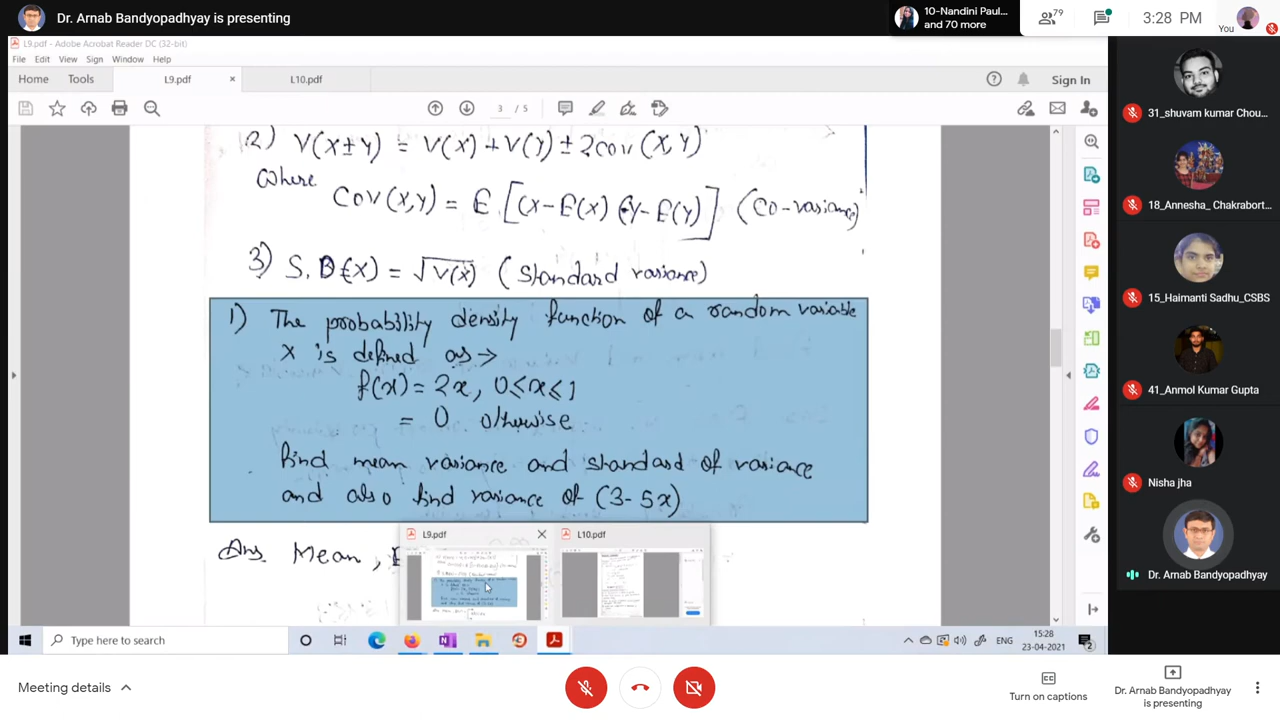 Dr. Arnab Bandyopadhyay is presenting
10-Nandini Paul...
and 70 more
79
3:28 PM
You
L9.pdf - Adobe Acrobat Reader DC (32-bit)
File Edit View Sign Window Help
Home Tools L9.pdf × L10.pdf Sign In
3 / 5
2) V(X±Y) = V(X) + V(Y) ± 2cov (X,Y)
Where
Cov(X,Y) = E [(X-E(X) (Y-E(Y)] (Co-variance)
3) S.D(X) = √V(X) (Standard variance)
1) The probability density function of a random variable
X is defined as →
f(x) = 2x, 0<x<1
= 0 otherwise
Find mean variance and standard of variance
and also find variance of (3-5x)
Ans Mean,
L9.pdf
L10.pdf
Type here to search
ENG
15:28
23-04-2021
2
31_shuvam kumar Chou...
18_Annesha_ Chakrabort...
15_Haimanti Sadhu_CSBS
41_Anmol Kumar Gupta
Nisha jha
Dr. Arnab Bandyopadhyay
Meeting details
Turn on captions
Dr. Arnab Bandyopadhyay
is presenting